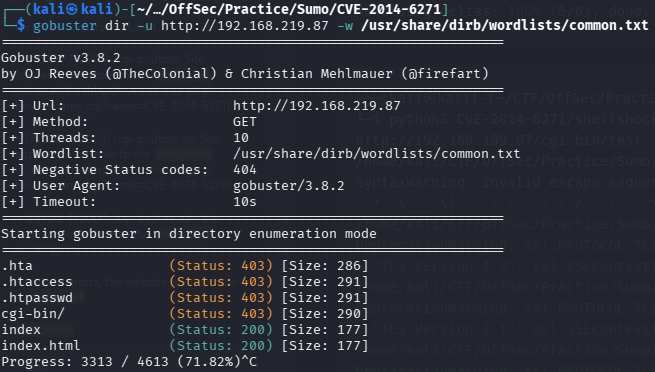 ┌──(kali㉿kali)-[~/…/OffSec/Practice/Sumo/CVE-2014-6271]
└─$ gobuster dir -u http://192.168.219.87 -w /usr/share/dirb/wordlists/common.txt
===============================================================
Gobuster v3.8.2
by OJ Reeves (@TheColonial) & Christian Mehlmauer (@firefart)
===============================================================
[+] Url:                     http://192.168.219.87
[+] Method:                  GET
[+] Threads:                 10
[+] Wordlist:                /usr/share/dirb/wordlists/common.txt
[+] Negative Status codes:   404
[+] User Agent:              gobuster/3.8.2
[+] Timeout:                 10s
===============================================================
Starting gobuster in directory enumeration mode
===============================================================
.hta                 (Status: 403) [Size: 286]
.htaccess            (Status: 403) [Size: 291]
.htpasswd            (Status: 403) [Size: 291]
cgi-bin/             (Status: 403) [Size: 290]
index                (Status: 200) [Size: 177]
index.html           (Status: 200) [Size: 177]
Progress: 3313 / 4613 (71.82%)^C